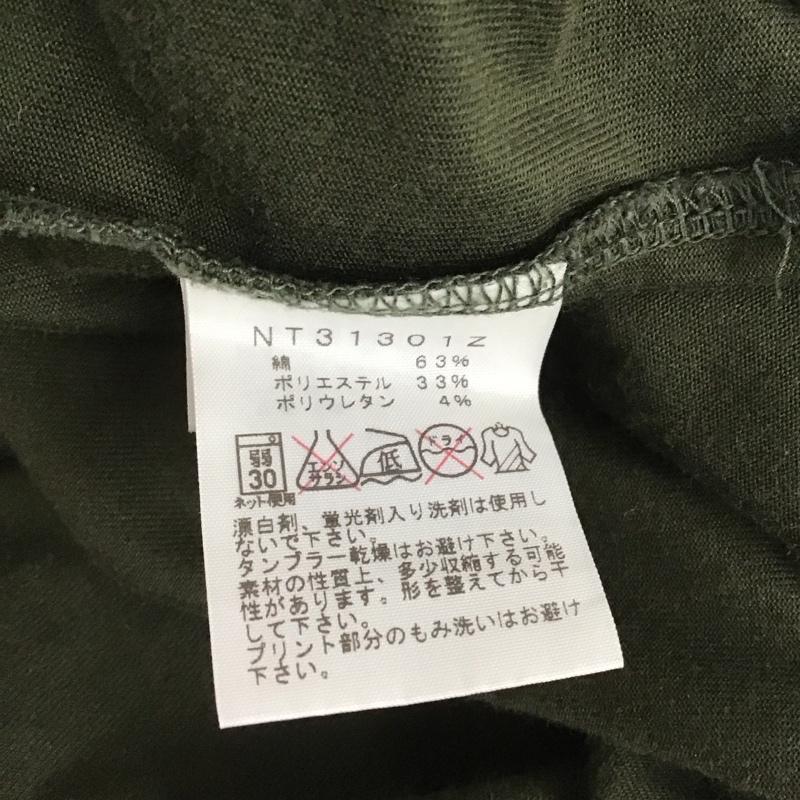 NT31301Z
綿 63%
ポリエステル 33%
ポリウレタン 4%
弱 30 エンソサラシ 低 ドライ
ネット使用
漂白剤、蛍光剤入り洗剤は使用し
ないで下さい。
タンブラー乾燥はお避け下さい。
素材の性質上、多少収縮する可能
性があります。形を整えてから干
して下さい。
プリント部分のもみ洗いはお避け
下さい。